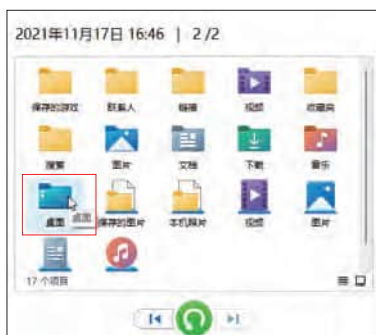 2021年11月17日 16:46 | 2 /2
保存的游戏 联系人 链接 视频 收藏夹
搜索 图片 文档 下载 音乐
桌面 桌面 保存的图片 本机照片 视频 图片
17 个项目